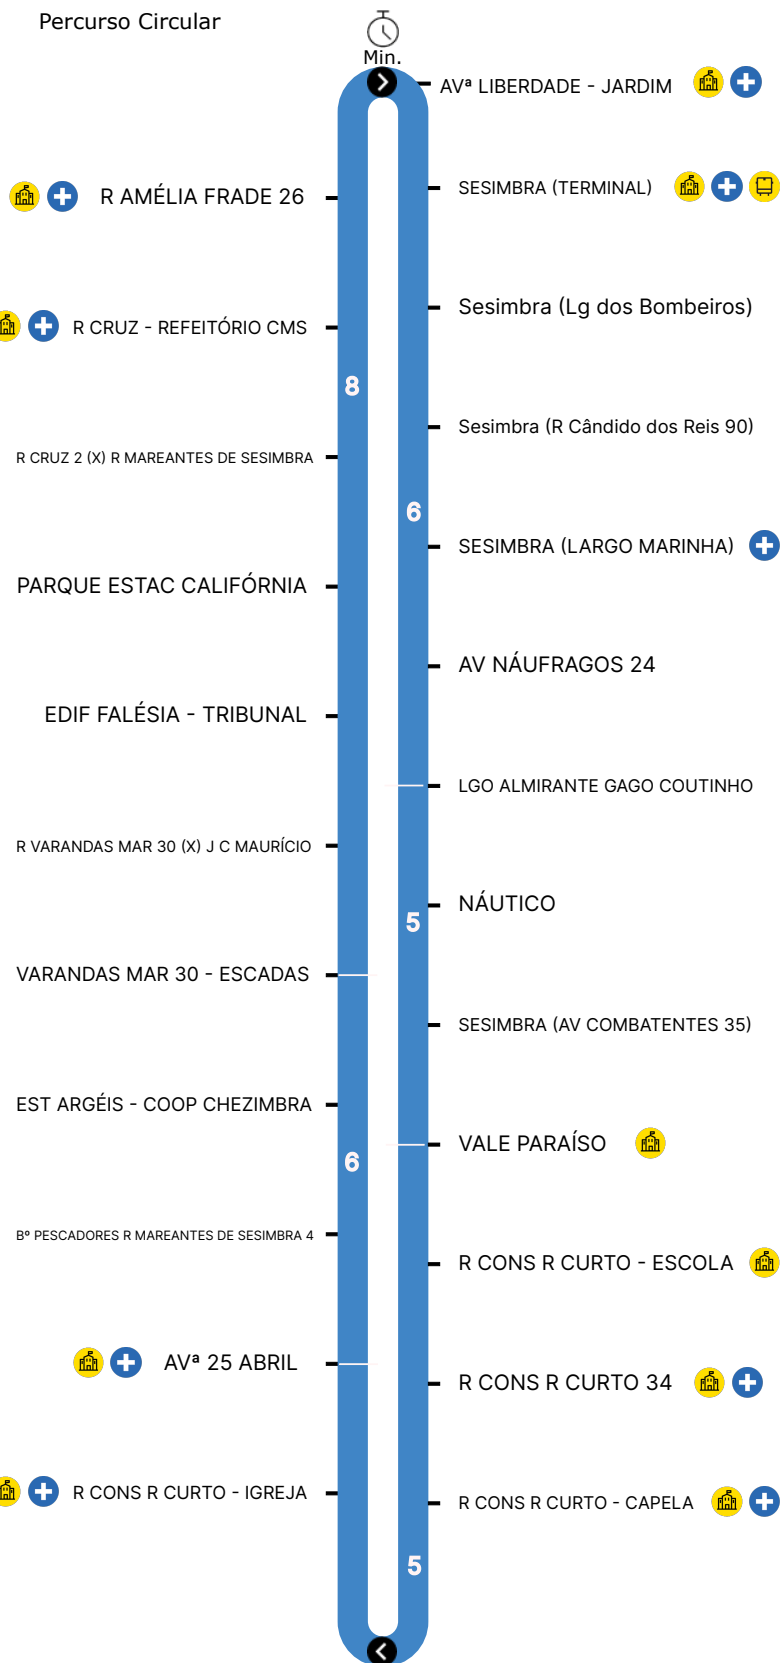 Percurso Circular
Min.
AVª LIBERDADE - JARDIM
SESIMBRA (TERMINAL)
Sesimbra (Lg dos Bombeiros)
Sesimbra (R Cândido dos Reis 90)
6
SESIMBRA (LARGO MARINHA)
AV NÁUFRAGOS 24
LGO ALMIRANTE GAGO COUTINHO
NÁUTICO
5
SESIMBRA (AV COMBATENTES 35)
VALE PARAÍSO
R CONS R CURTO - ESCOLA
R CONS R CURTO 34
R CONS R CURTO - CAPELA
5
R AMÉLIA FRADE 26
R CRUZ - REFEITÓRIO CMS
8
R CRUZ 2 (X) R MAREANTES DE SESIMBRA
PARQUE ESTAC CALIFÓRNIA
EDIF FALÉSIA - TRIBUNAL
R VARANDAS MAR 30 (X) J C MAURÍCIO
VARANDAS MAR 30 - ESCADAS
EST ARGÉIS - COOP CHEZIMBRA
6
Bº PESCADORES R MAREANTES DE SESIMBRA 4
AVª 25 ABRIL
R CONS R CURTO - IGREJA